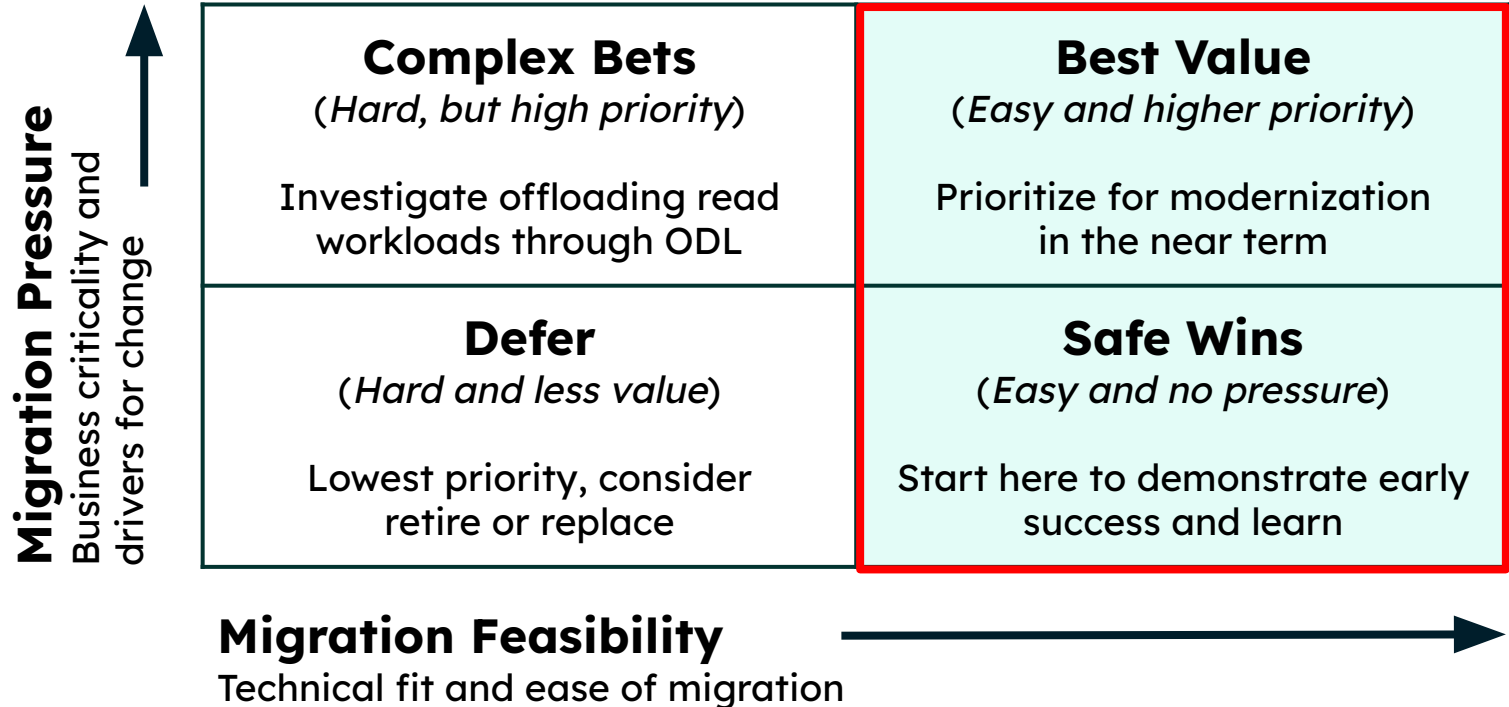 Migration Pressure
Business criticality and
drivers for change
Complex Bets
(Hard, but high priority)
Investigate offloading read
workloads through ODL
Best Value
(Easy and higher priority)
Prioritize for modernization
in the near term
Defer
(Hard and less value)
Lowest priority, consider
retire or replace
Safe Wins
(Easy and no pressure)
Start here to demonstrate early
success and learn
Migration Feasibility
Technical fit and ease of migration